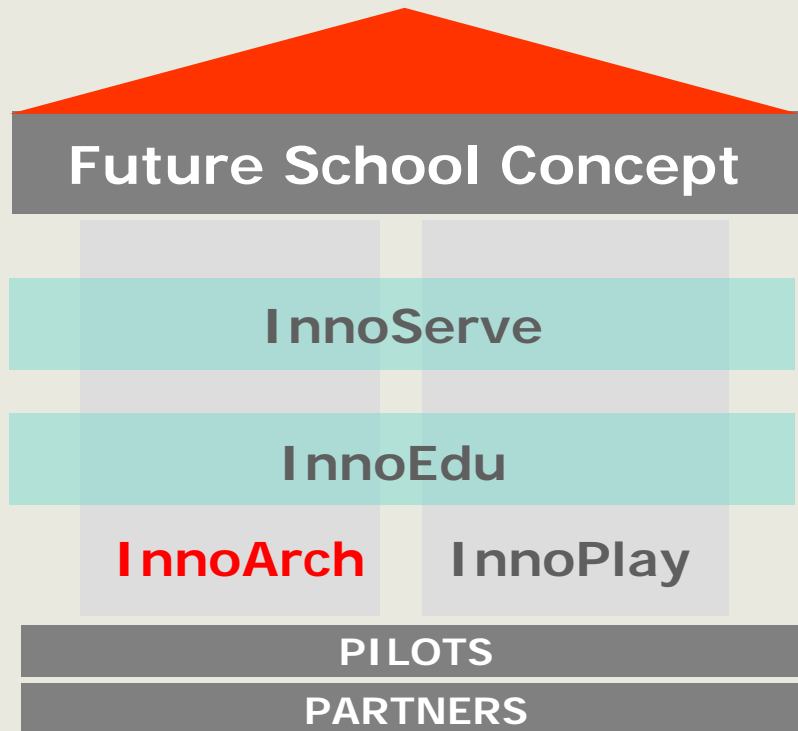 Future School Concept
InnoServe
InnoEdu
InnoArch InnoPlay
PILOTS
PARTNERS